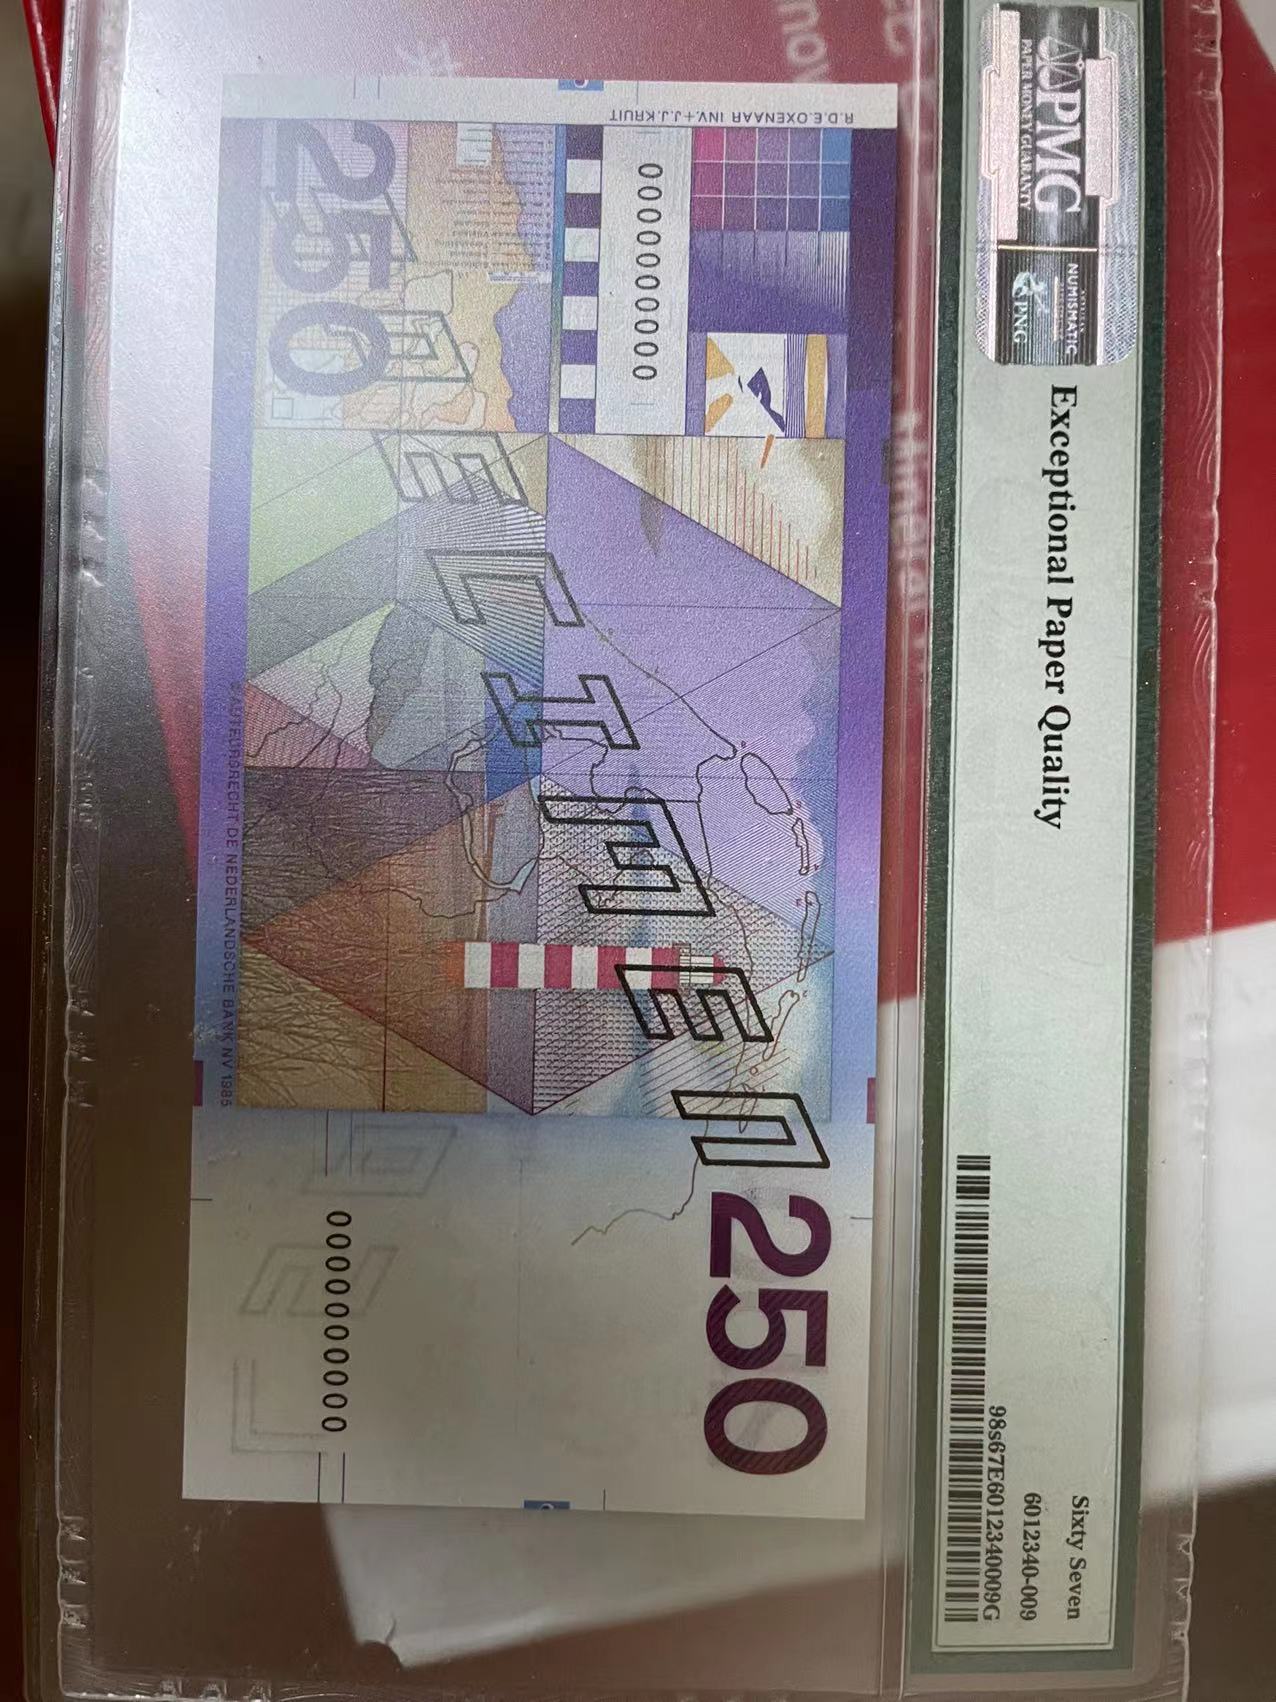 PMG
PAPER MONEY GUARANTY
NUMISMATIC
PNG
Exceptional Paper Quality
Sixty Seven
6012340-009
98s67E6012340009G
R.D.E.OXENAAR INV.+J.J.KRUIT
0000000000
250
SPECIMEN
250
0000000000
© AUTEURSRECHT DE NEDERLANDSCHE BANK NV 1985